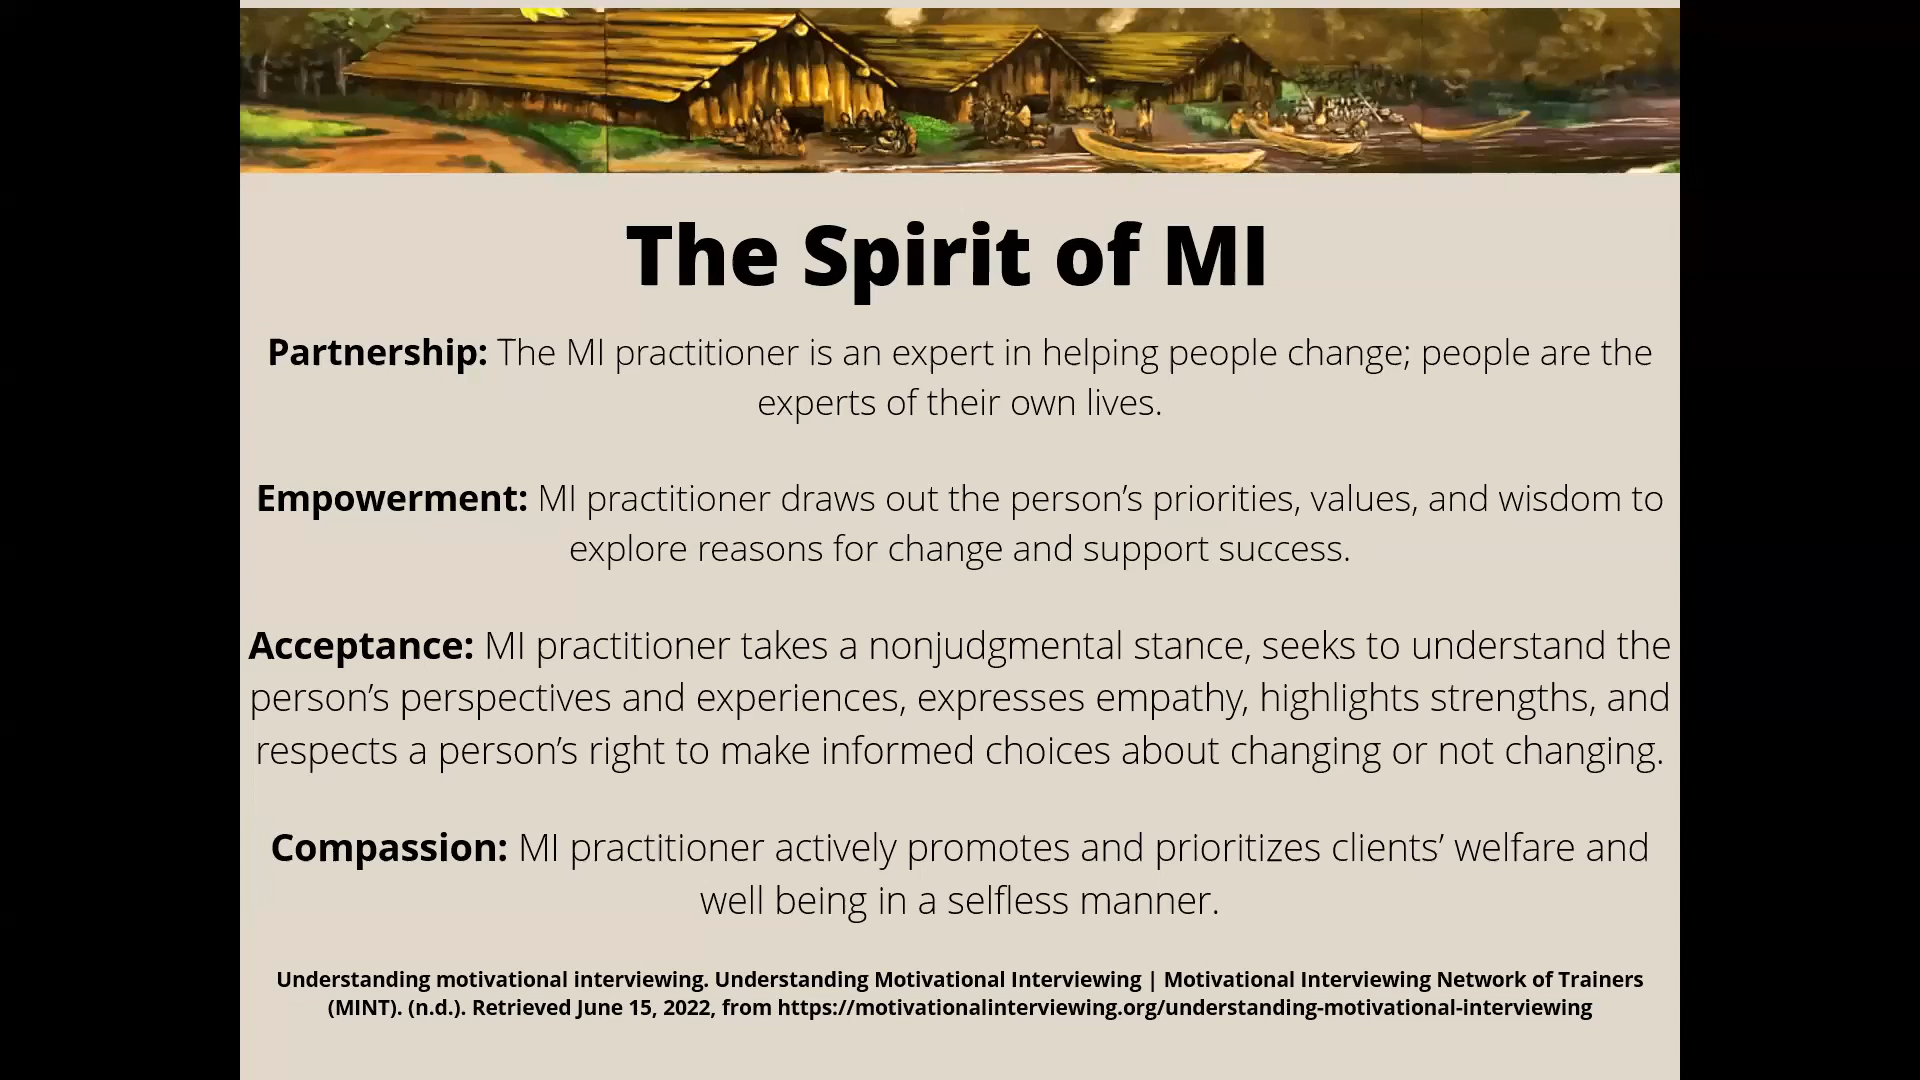 The Spirit of MI
Partnership: The MI practitioner is an expert in helping people change; people are the
experts of their own lives.
Empowerment: MI practitioner draws out the person’s priorities, values, and wisdom to
explore reasons for change and support success.
Acceptance: MI practitioner takes a nonjudgmental stance, seeks to understand the
person’s perspectives and experiences, expresses empathy, highlights strengths, and
respects a person’s right to make informed choices about changing or not changing.
Compassion: MI practitioner actively promotes and prioritizes clients’ welfare and
well being in a selfless manner.
Understanding motivational interviewing. Understanding Motivational Interviewing | Motivational Interviewing Network of Trainers
(MINT). (n.d.). Retrieved June 15, 2022, from https://motivationalinterviewing.org/understanding-motivational-interviewing